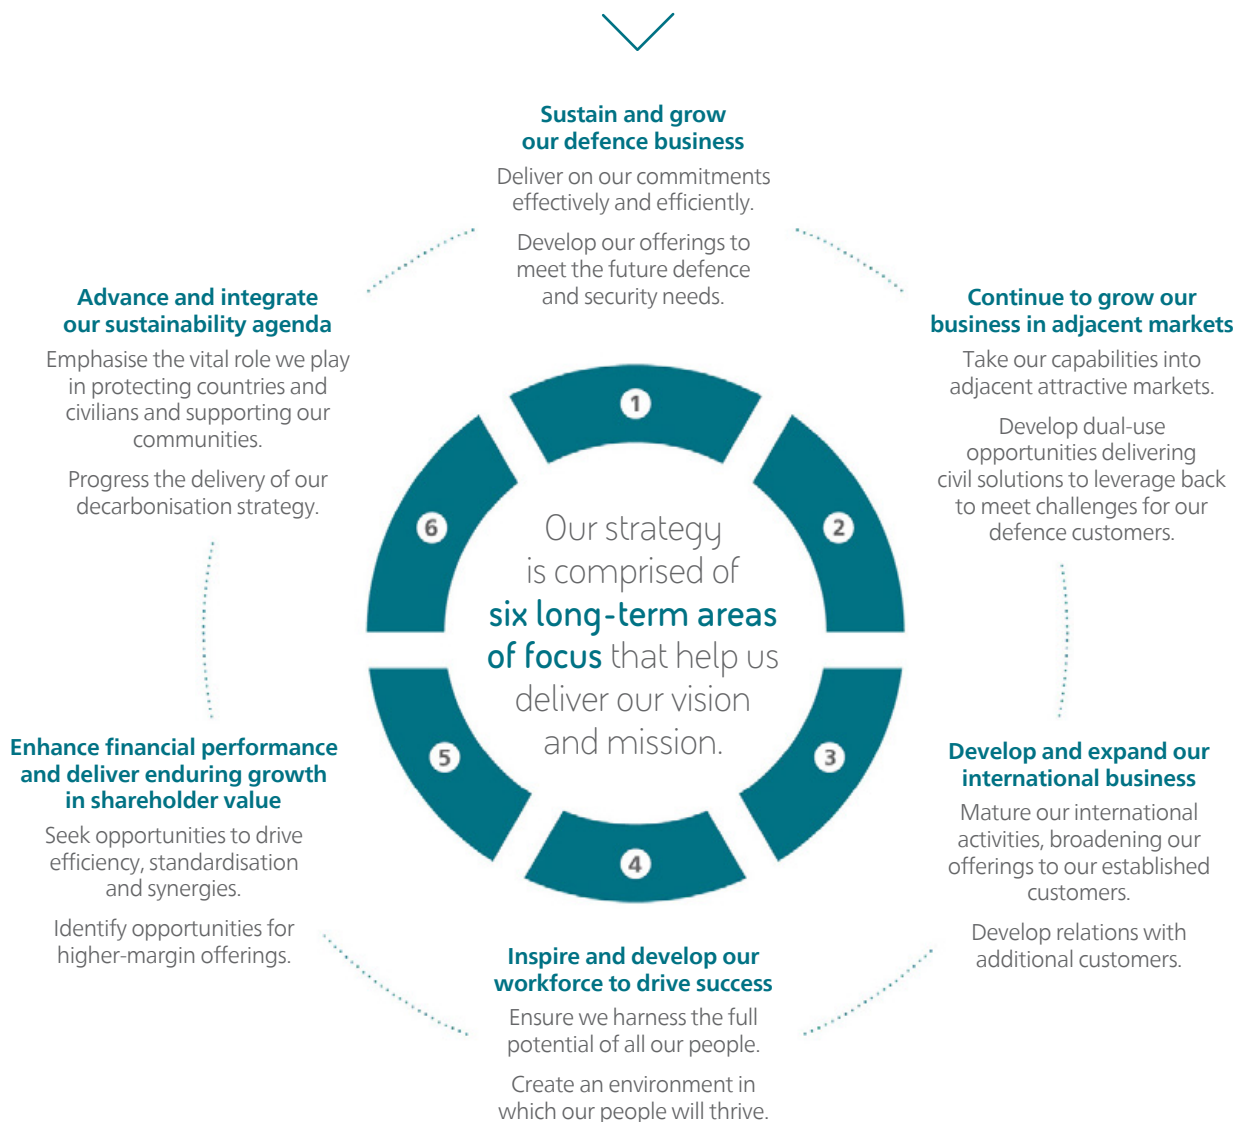 Sustain and grow
our defence business
Deliver on our commitments
effectively and efficiently.
Develop our offerings to
meet the future defence
and security needs.
Continue to grow our
business in adjacent markets
Take our capabilities into
adjacent attractive markets.
Develop dual-use
opportunities delivering
civil solutions to leverage back
to meet challenges for our
defence customers.
Develop and expand our
international business
Mature our international
activities, broadening our
offerings to our established
customers.
Develop relations with
additional customers.
Inspire and develop our
workforce to drive success
Ensure we harness the full
potential of all our people.
Create an environment in
which our people will thrive.
Enhance financial performance
and deliver enduring growth
in shareholder value
Seek opportunities to drive
efficiency, standardisation
and synergies.
Identify opportunities for
higher-margin offerings.
Advance and integrate
our sustainability agenda
Emphasise the vital role we play
in protecting countries and
civilians and supporting our
communities.
Progress the delivery of our
decarbonisation strategy.
1
2
3
4
5
6
Our strategy
is comprised of
six long-term areas
of focus that help us
deliver our vision
and mission.